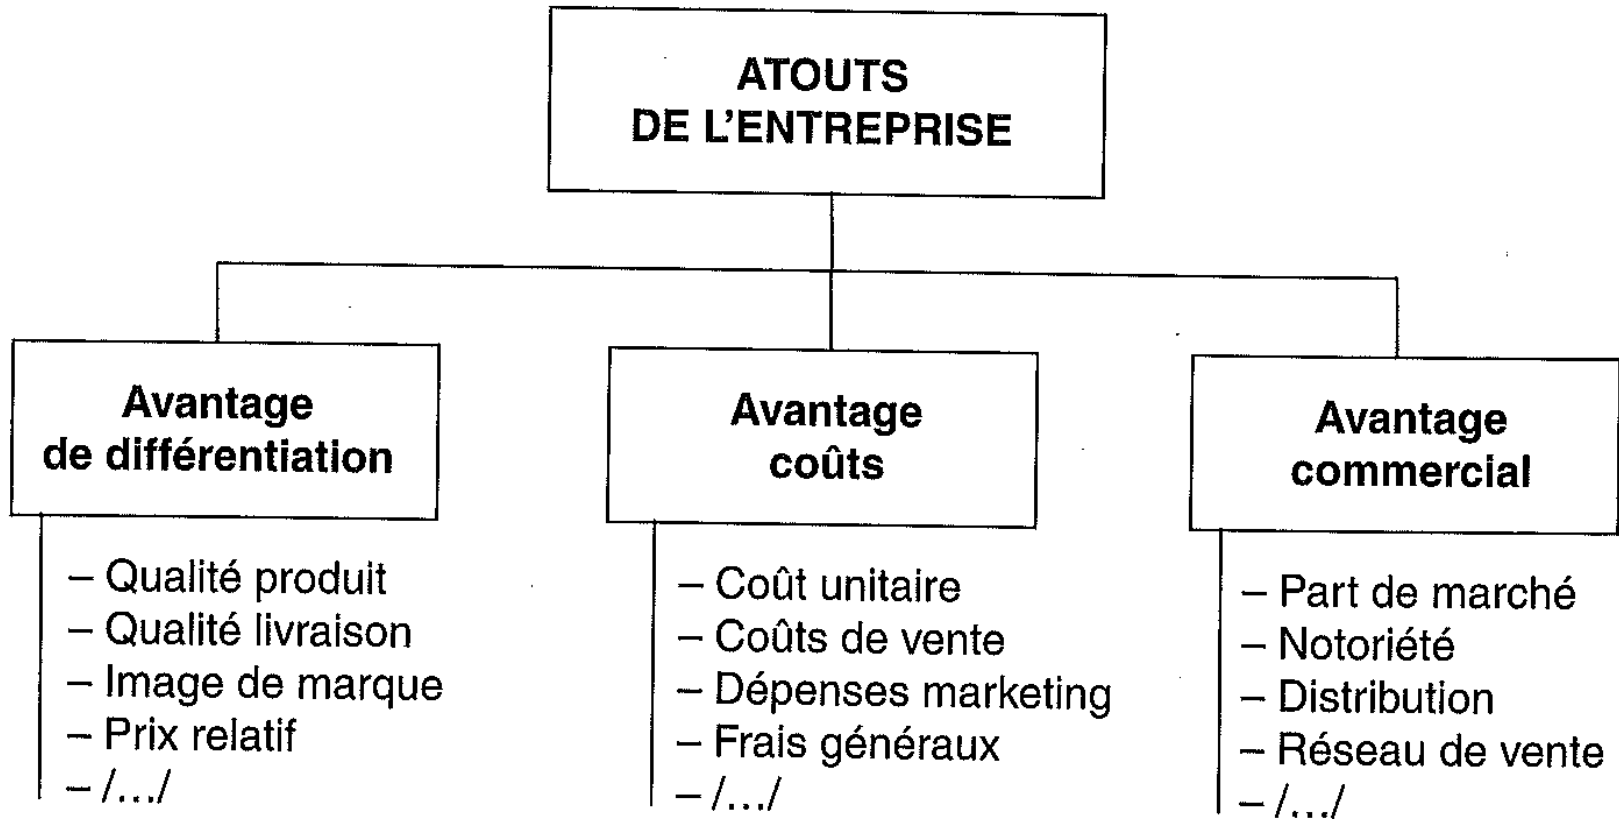 ATOUTS
DE L'ENTREPRISE
Avantage
de différentiation
– Qualité produit
– Qualité livraison
– Image de marque
– Prix relatif
– /.../
Avantage
coûts
– Coût unitaire
– Coûts de vente
– Dépenses marketing
– Frais généraux
– /.../
Avantage
commercial
– Part de marché
– Notoriété
– Distribution
– Réseau de vente
– /.../